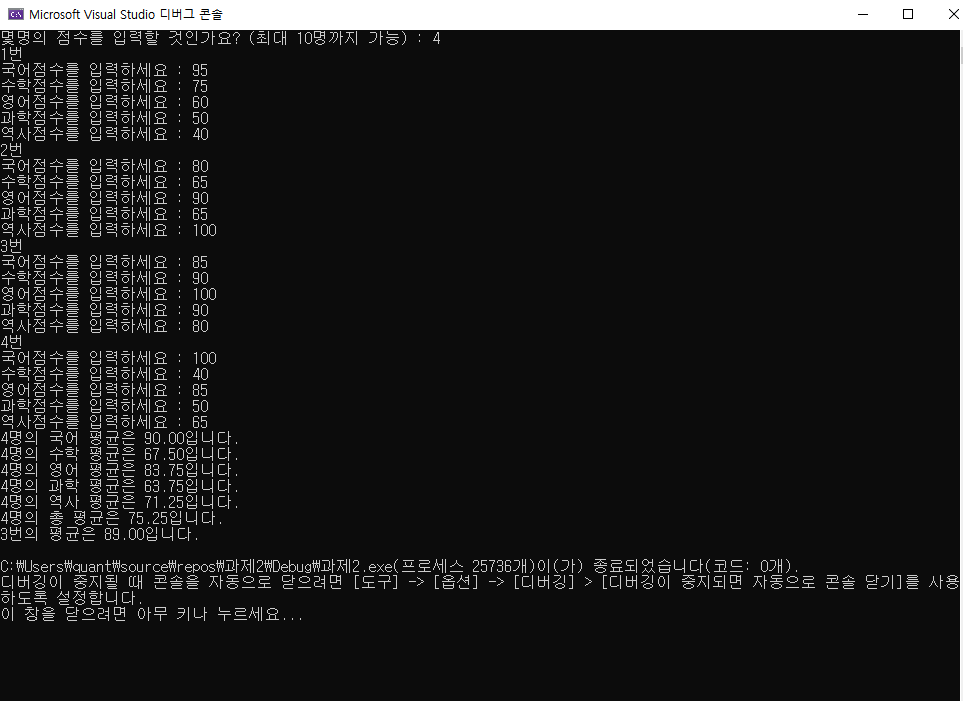 Microsoft Visual Studio 디버그 콘솔
몇명의 점수를 입력할 것인가요? (최대 10명까지 가능) : 4
1번
국어점수를 입력하세요 : 95
수학점수를 입력하세요 : 75
영어점수를 입력하세요 : 60
과학점수를 입력하세요 : 50
역사점수를 입력하세요 : 40
2번
국어점수를 입력하세요 : 80
수학점수를 입력하세요 : 65
영어점수를 입력하세요 : 90
과학점수를 입력하세요 : 65
역사점수를 입력하세요 : 100
3번
국어점수를 입력하세요 : 85
수학점수를 입력하세요 : 90
영어점수를 입력하세요 : 100
과학점수를 입력하세요 : 90
역사점수를 입력하세요 : 80
4번
국어점수를 입력하세요 : 100
수학점수를 입력하세요 : 40
영어점수를 입력하세요 : 85
과학점수를 입력하세요 : 50
역사점수를 입력하세요 : 65
4명의 국어 평균은 90.00입니다.
4명의 수학 평균은 67.50입니다.
4명의 영어 평균은 83.75입니다.
4명의 과학 평균은 63.75입니다.
4명의 역사 평균은 71.25입니다.
4명의 총 평균은 75.25입니다.
3번의 평균은 89.00입니다.
C:₩Users₩quant₩source₩repos₩과제2₩Debug₩과제2.exe(프로세스 25736개)이(가) 종료되었습니다(코드: 0개).
디버깅이 중지될 때 콘솔을 자동으로 닫으려면 [도구] -> [옵션] -> [디버깅] > [디버깅이 중지되면 자동으로 콘솔 닫기]를 사용
하도록 설정합니다.
이 창을 닫으려면 아무 키나 누르세요...